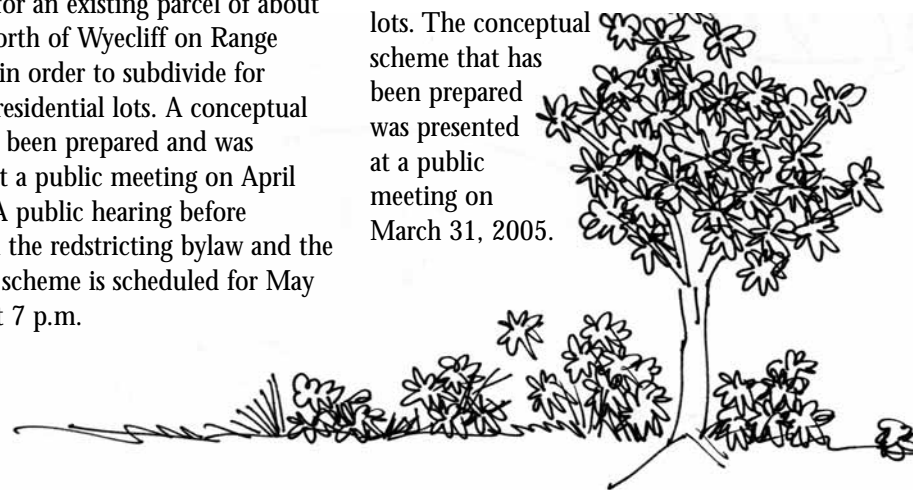 for an existing parcel of about
orth of Wyecliff on Range
in order to subdivide for
residential lots. A conceptual
been prepared and was
t a public meeting on April
A public hearing before
the redstricting bylaw and the
scheme is scheduled for May
t 7 p.m.
lots. The conceptual
scheme that has
been prepared
was presented
at a public
meeting on
March 31, 2005.